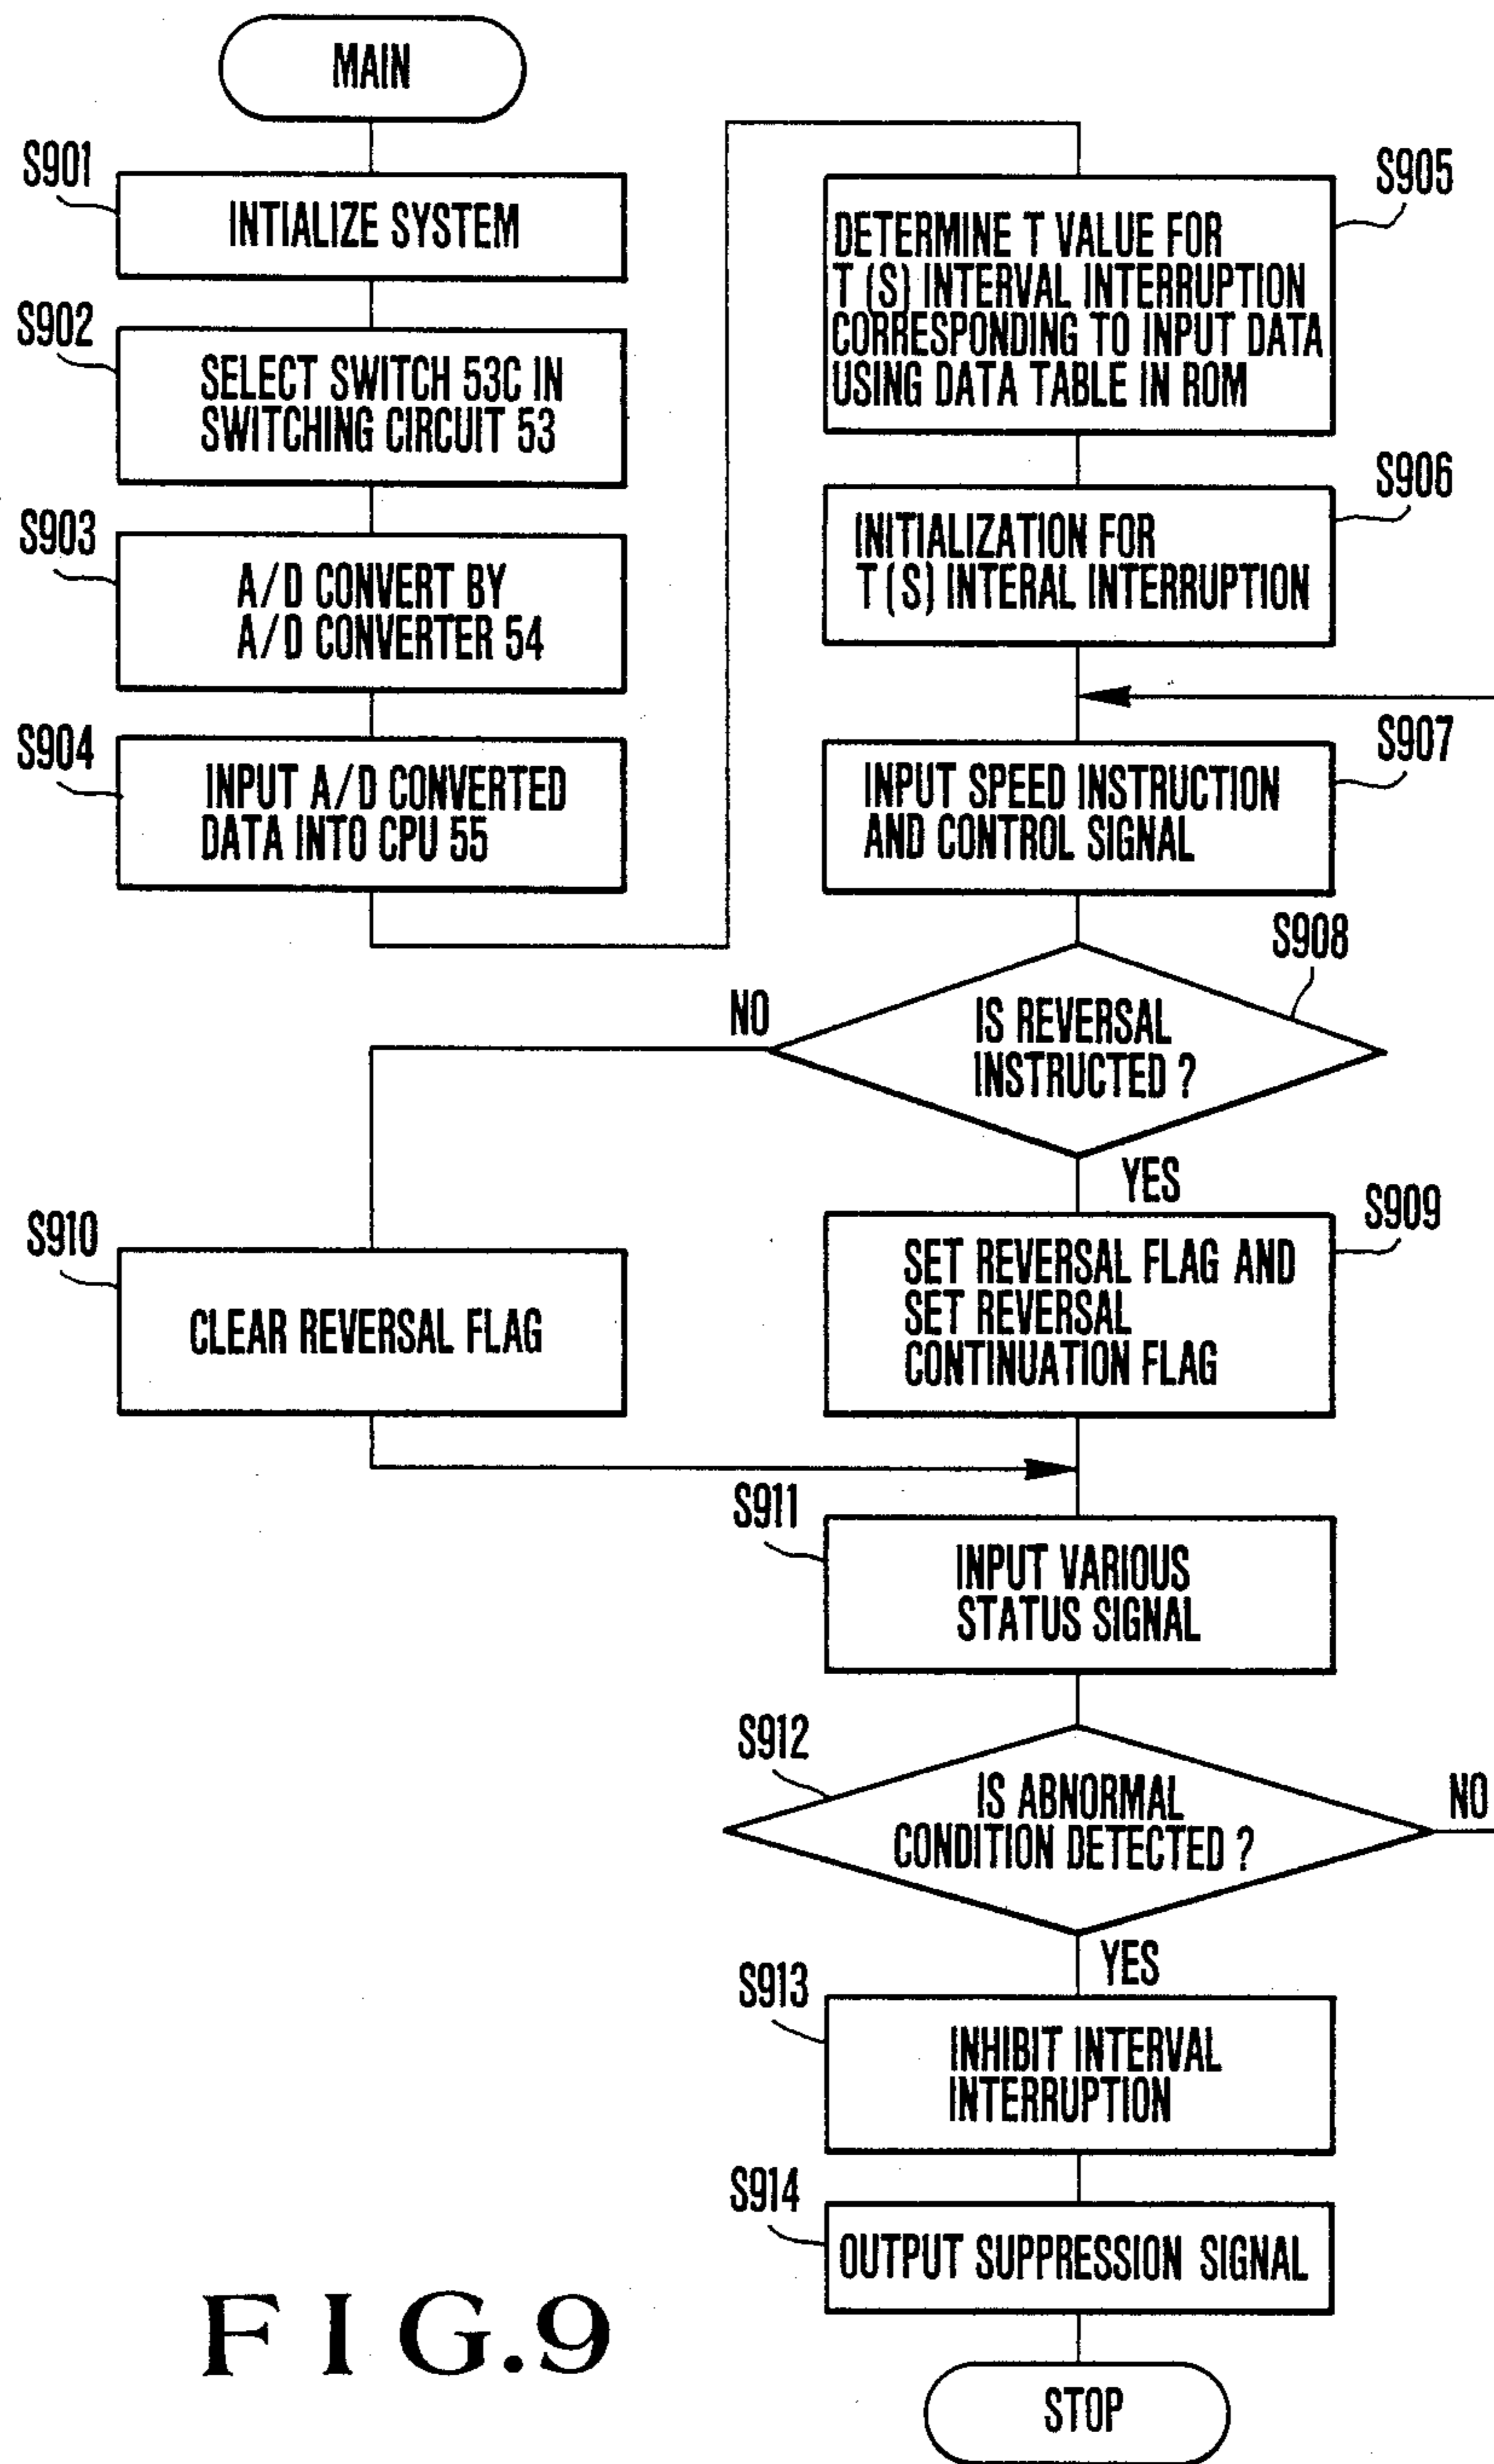 MAIN
S901
INTIALIZE SYSTEM
S902
SELECT SWITCH 53C IN
SWITCHING CIRCUIT 53
S903
A/D CONVERT BY
A/D CONVERTER 54
S904
INPUT A/D CONVERTED
DATA INTO CPU 55
S905
DETERMINE T VALUE FOR
T (S) INTERVAL INTERRUPTION
CORRESPONDING TO INPUT DATA
USING DATA TABLE IN ROM
S906
INITIALIZATION FOR
T (S) INTERAL INTERRUPTION
S907
INPUT SPEED INSTRUCTION
AND CONTROL SIGNAL
S908
IS REVERSAL
INSTRUCTED ?
NO
YES
S909
SET REVERSAL FLAG AND
SET REVERSAL
CONTINUATION FLAG
S910
CLEAR REVERSAL FLAG
S911
INPUT VARIOUS
STATUS SIGNAL
S912
IS ABNORMAL
CONDITION DETECTED ?
NO
YES
S913
INHIBIT INTERVAL
INTERRUPTION
S914
OUTPUT SUPPRESSION SIGNAL
STOP
FIG.9